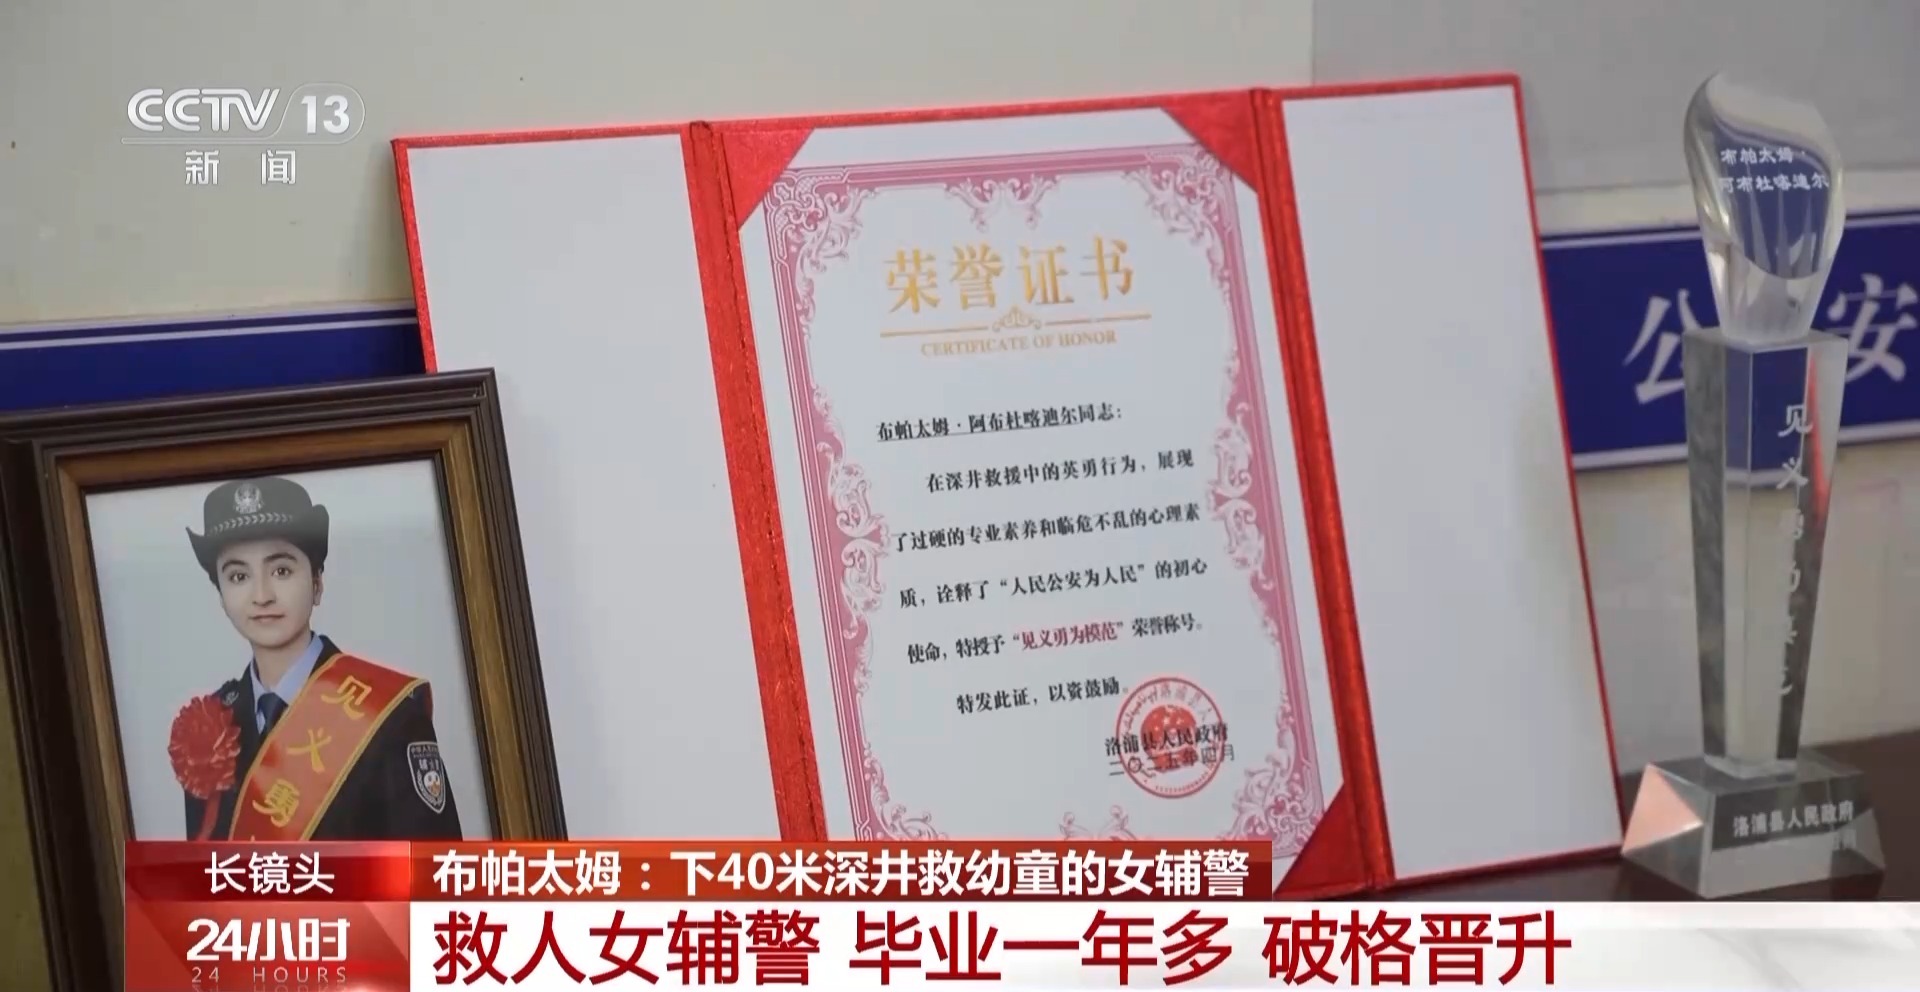 CCTV 13
新闻
荣誉证书
CERTIFICATE OF HONOR
布帕太姆·阿布杜喀迪尔同志:
在深井救援中的英勇行为,展现
了过硬的专业素养和临危不乱的心理素
质,诠释了“人民公安为人民”的初心
使命,特授予“见义勇为模范”荣誉称号。
特发此证,以资鼓励。
洛浦县人民政府
二〇二五年四月
布帕太姆·
阿布杜喀迪尔
公安
见义勇
洛浦县人民政府
见义勇
长镜头
布帕太姆:下40米深井救幼童的女辅警
24小时
24 HOURS
救人女辅警 毕业一年多 破格晋升